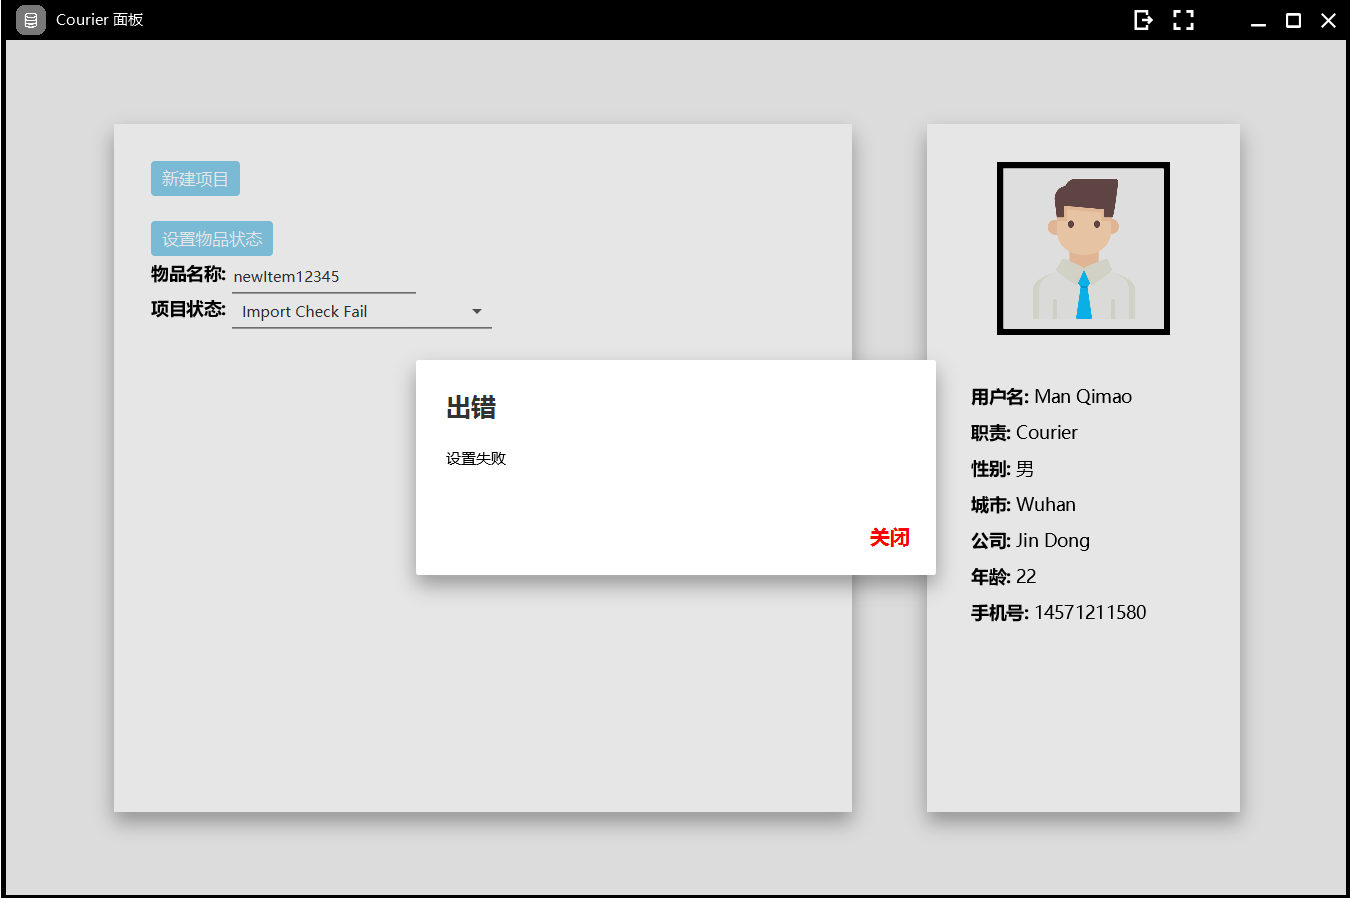 Courier 面板
新建项目
设置物品状态
物品名称: newItem12345
项目状态: Import Check Fail
出错
设置失败
关闭
用户名: Man Qimao
职责: Courier
性别: 男
城市: Wuhan
公司: Jin Dong
年龄: 22
手机号: 14571211580